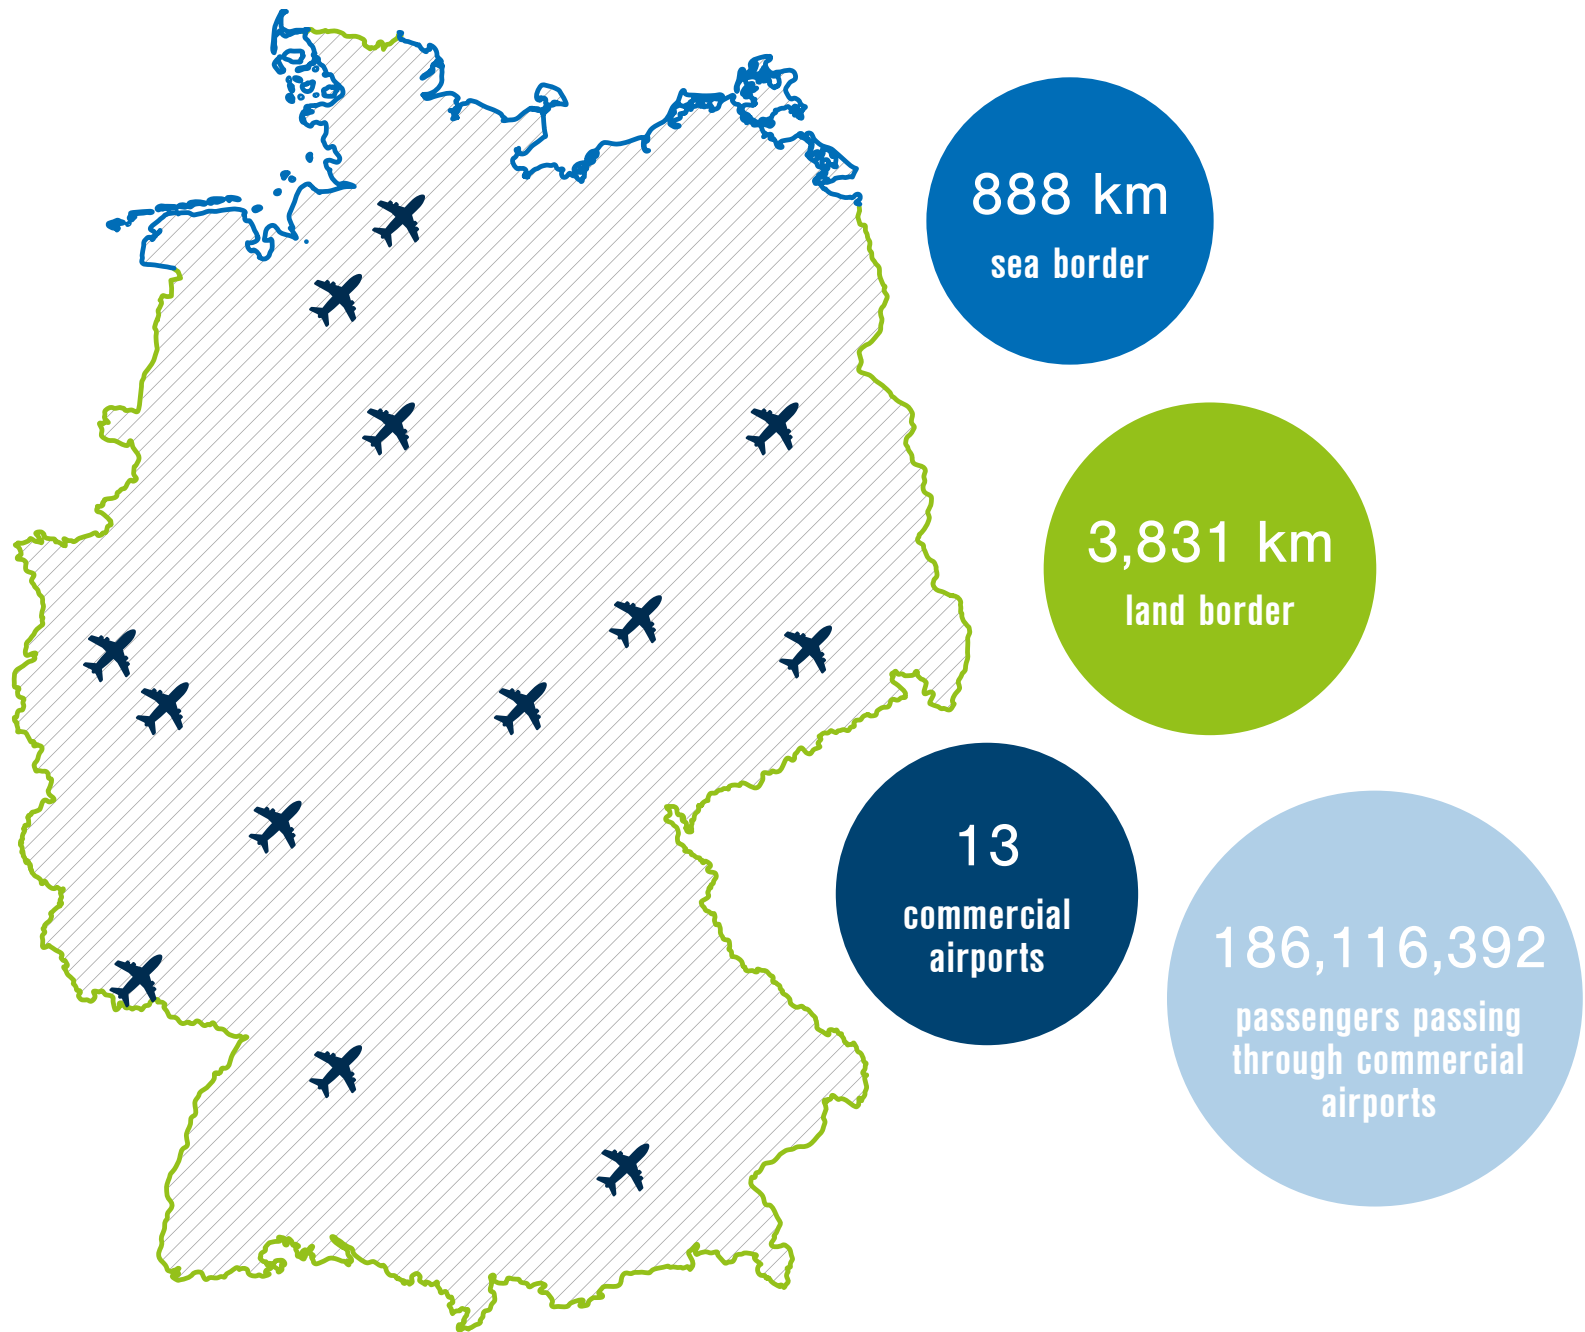 888 km
sea border
3,831 km
land border
13
commercial
airports
186,116,392
passengers passing
through commercial
airports